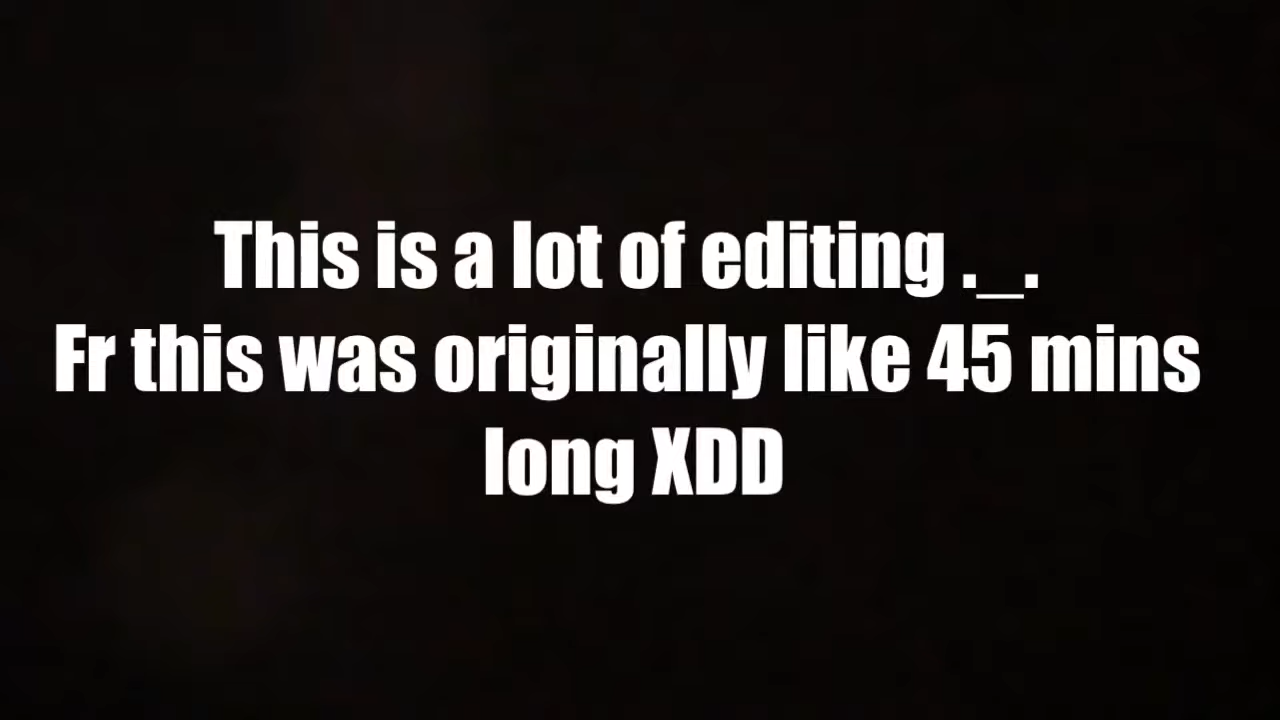 This is a lot of editing ._.
Fr this was originally like 45 mins
long XDD